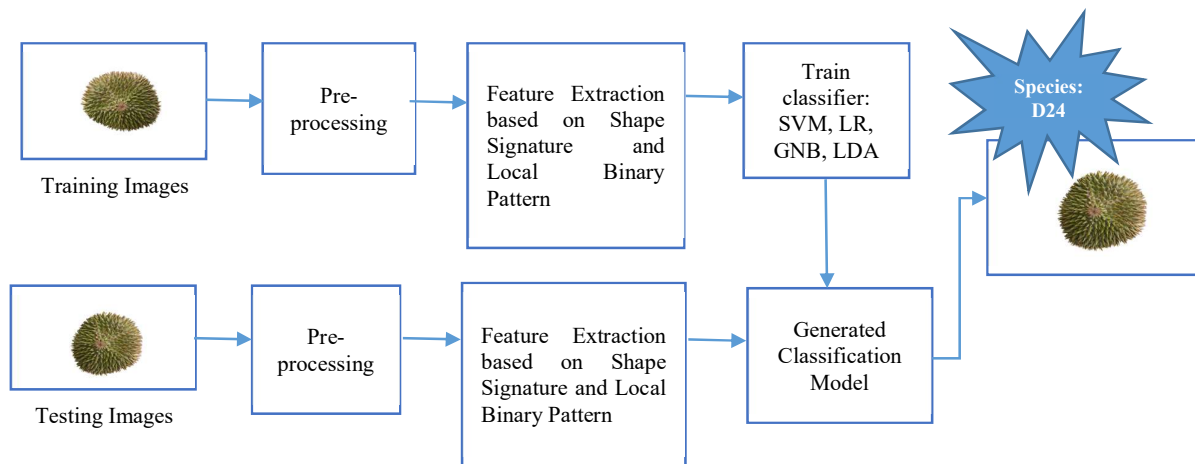 Training Images
Pre-
processing
Feature Extraction
based on Shape
Signature and
Local Binary
Pattern
Train
classifier:
SVM, LR,
GNB, LDA
Species:
D24
Testing Images
Pre-
processing
Feature Extraction
based on Shape
Signature and Local
Binary Pattern
Generated
Classification
Model